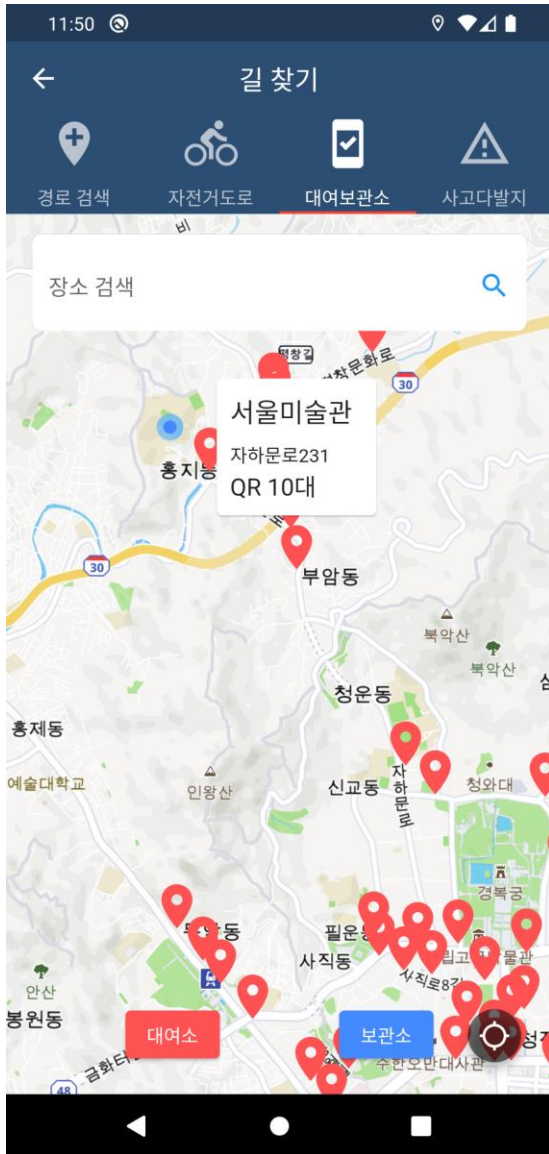 11:50
길 찾기
경로 검색
자전거도로
대여보관소
사고다발지
비
장소 검색
평창길
평창문화로
30
서울미술관
자하문로231
QR 10대
홍지동
30
부암동
북악산
북악산
청운동
홍제동
예술대학교
인왕산
신교동
자하문로
청와대
경복궁
필운
사직동
사직로8길
안산
봉원동
대여소
보관소
주한오만대사관
48